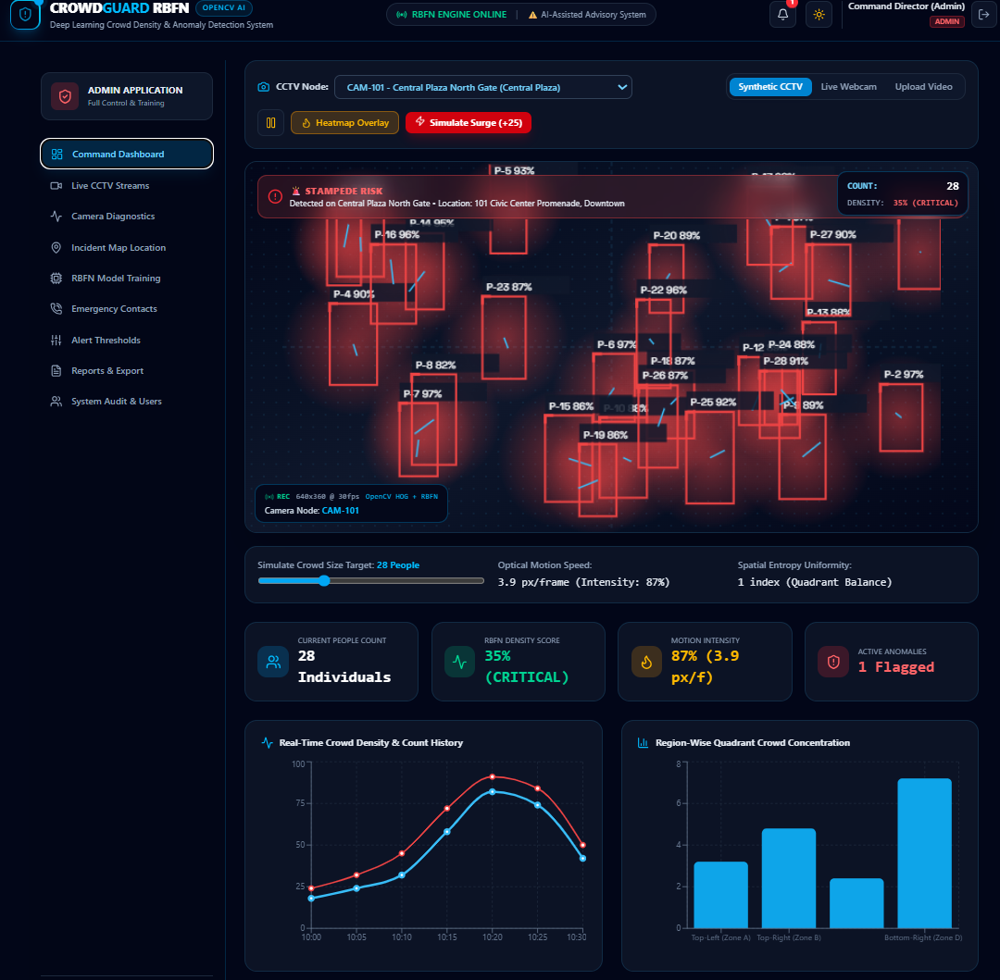 CROWDGUARD RBFN
OPENCV AI
Deep Learning Crowd Density & Anomaly Detection System
RBFN ENGINE ONLINE
AI-Assisted Advisory System
1
Command Director (Admin)
ADMIN
ADMIN APPLICATION
Full Control & Training
Command Dashboard
Live CCTV Streams
Camera Diagnostics
Incident Map Location
RBFN Model Training
Emergency Contacts
Alert Thresholds
Reports & Export
System Audit & Users
CCTV Node:
CAM-101 - Central Plaza North Gate (Central Plaza)
Synthetic CCTV
Live Webcam
Upload Video
Heatmap Overlay
Simulate Surge (+25)
P-5 93%
STAMPEDE RISK
Detected on Central Plaza North Gate • Location: 101 Civic Center Promenade, Downtown
COUNT: 28
DENSITY: 35% (CRITICAL)
P-14 95%
P-16 96%
P-20 89%
P-27 90%
P-4 90%
P-23 87%
P-22 96%
P-13 88%
P-6 97%
P-12
P-24 88%
P-8 82%
P-18 87%
P-28 91%
P-26 87%
P-2 97%
P-7 97%
P-15 86%
P-10 88%
P-25 92%
89%
P-19 86%
REC 640x360 @ 30fps OpenCV HOG + RBFN
Camera Node: CAM-101
Simulate Crowd Size Target: 28 People
Optical Motion Speed:
3.9 px/frame (Intensity: 87%)
Spatial Entropy Uniformity:
1 index (Quadrant Balance)
CURRENT PEOPLE COUNT
28
Individuals
RBFN DENSITY SCORE
35%
(CRITICAL)
MOTION INTENSITY
87% (3.9
px/f)
ACTIVE ANOMALIES
1 Flagged
Real-Time Crowd Density & Count History
100
75
50
25
0
10:00 10:05 10:10 10:15 10:20 10:25 10:30
Region-Wise Quadrant Crowd Concentration
8
6
4
2
0
Top-Left (Zone A) Top-Right (Zone B) Bottom-Right (Zone D)